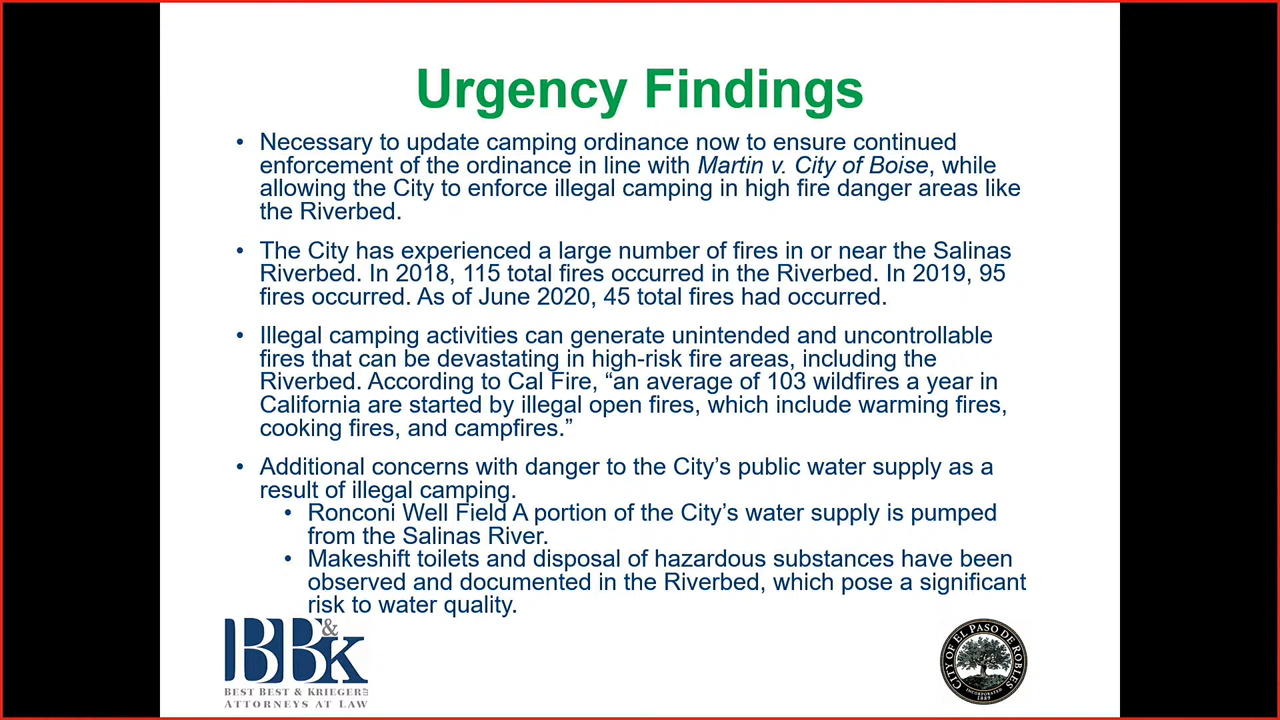 Urgency Findings
• Necessary to update camping ordinance now to ensure continued
enforcement of the ordinance in line with Martin v. City of Boise, while
allowing the City to enforce illegal camping in high fire danger areas like
the Riverbed.
• The City has experienced a large number of fires in or near the Salinas
Riverbed. In 2018, 115 total fires occurred in the Riverbed. In 2019, 95
fires occurred. As of June 2020, 45 total fires had occurred.
• Illegal camping activities can generate unintended and uncontrollable
fires that can be devastating in high-risk fire areas, including the
Riverbed. According to Cal Fire, “an average of 103 wildfires a year in
California are started by illegal open fires, which include warming fires,
cooking fires, and campfires.”
• Additional concerns with danger to the City’s public water supply as a
result of illegal camping.
• Ronconi Well Field A portion of the City’s water supply is pumped
from the Salinas River.
• Makeshift toilets and disposal of hazardous substances have been
observed and documented in the Riverbed, which pose a significant
risk to water quality.
BB&K
BEST BEST & KRIEGER LLP
ATTORNEYS AT LAW
CITY OF EL PASO DE ROBLES
INCORPORATED
1889